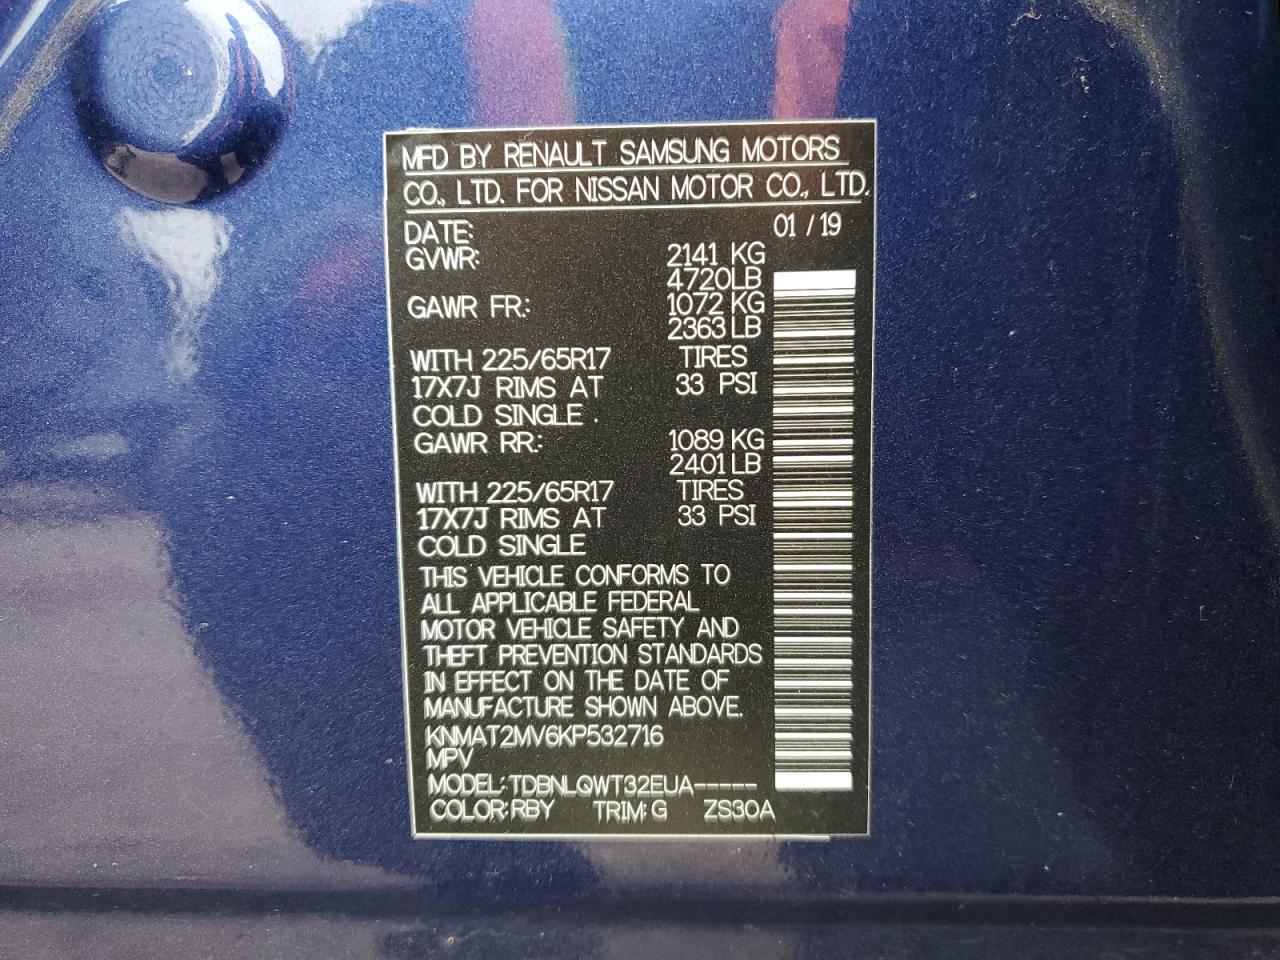 MFD BY RENAULT SAMSUNG MOTORS
CO., LTD. FOR NISSAN MOTOR CO., LTD.
DATE: 01 / 19
GVWR: 2141 KG
4720LB
GAWR FR: 1072 KG
2363 LB
WITH 225/65R17 TIRES
17X7J RIMS AT 33 PSI
COLD SINGLE .
GAWR RR: 1089 KG
2401 LB
WITH 225/65R17 TIRES
17X7J RIMS AT 33 PSI
COLD SINGLE
THIS VEHICLE CONFORMS TO
ALL APPLICABLE FEDERAL
MOTOR VEHICLE SAFETY AND
THEFT PREVENTION STANDARDS
IN EFFECT ON THE DATE OF
MANUFACTURE SHOWN ABOVE.
KNMAT2MV6KP532716
MPV
MODEL: TDBNLQWT32EUA-----
COLOR: RBY TRIM: G ZS30A